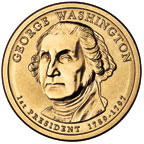 GEORGE WASHINGTON
1st PRESIDENT 1789-1797